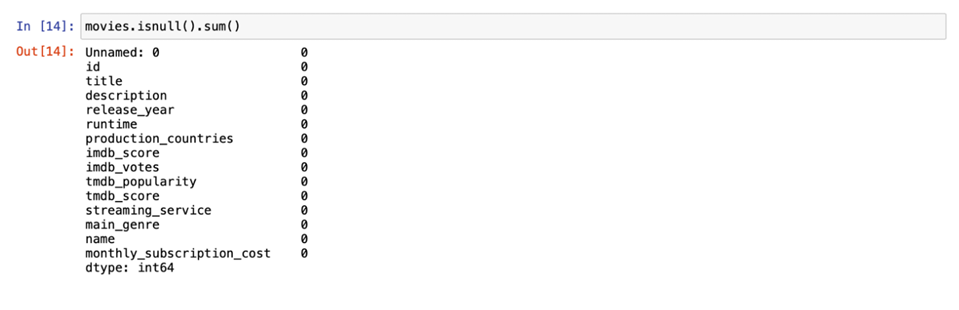 In [14]: movies.isnull().sum()
Out[14]: Unnamed: 0 0
id 0
title 0
description 0
release_year 0
runtime 0
production_countries 0
imdb_score 0
imdb_votes 0
tmdb_popularity 0
tmdb_score 0
streaming_service 0
main_genre 0
name 0
monthly_subscription_cost 0
dtype: int64